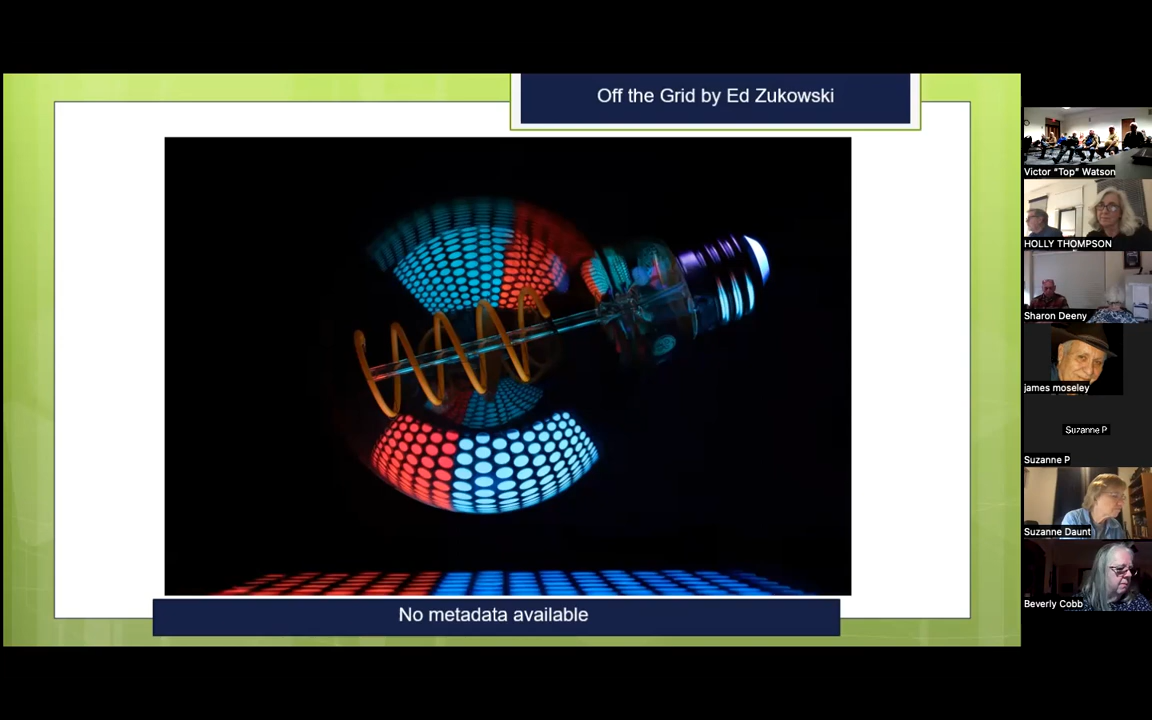 Off the Grid by Ed Zukowski
No metadata available
Victor "Top" Watson
HOLLY THOMPSON
Sharon Deeny
james moseley
Suzanne P
Suzanne P
Suzanne Daunt
Beverly Cobb